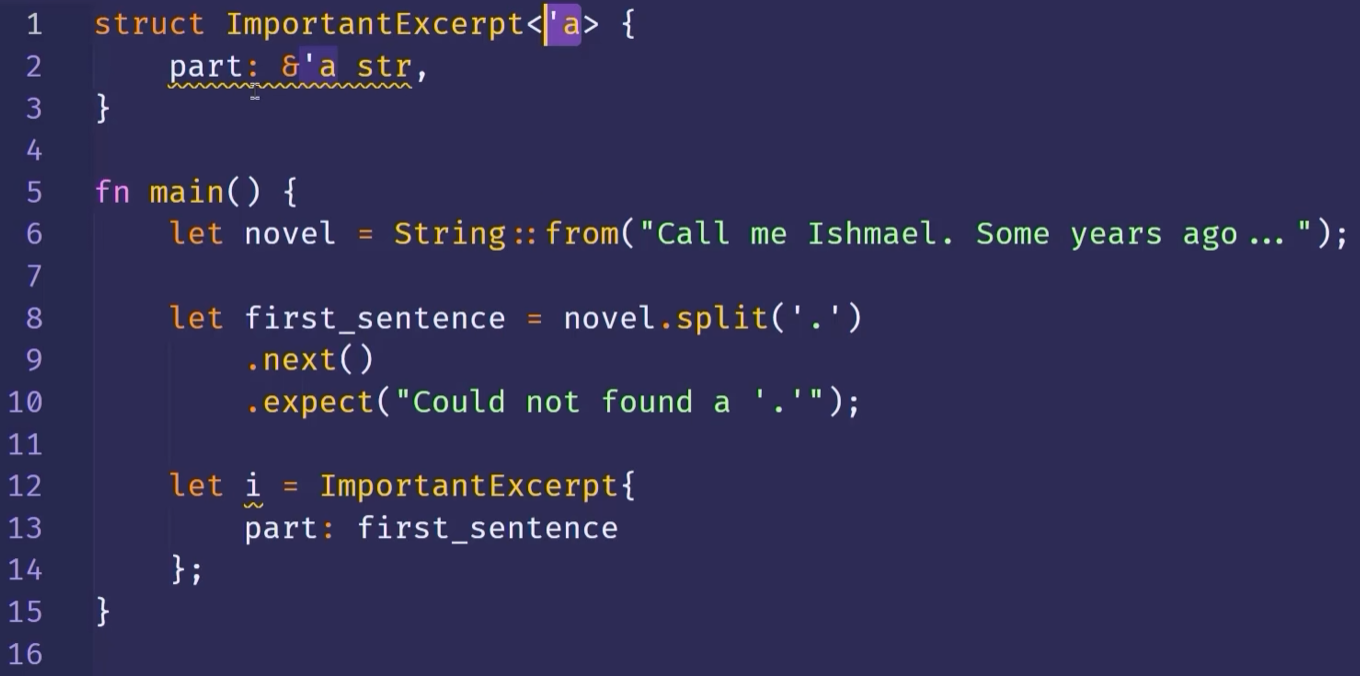 1 struct ImportantExcerpt<'a> {
2     part: &'a str,
3 }
4
5 fn main() {
6     let novel = String::from("Call me Ishmael. Some years ago...");
7
8     let first_sentence = novel.split('.')
9         .next()
10         .expect("Could not found a '.'");
11
12     let i = ImportantExcerpt{
13         part: first_sentence
14     };
15 }
16